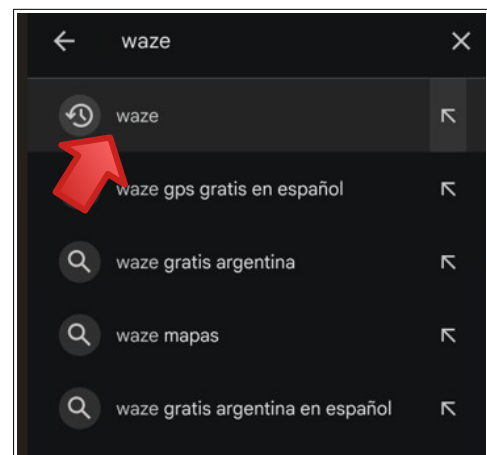 waze
waze
waze gps gratis en español
waze gratis argentina
waze mapas
waze gratis argentina en español